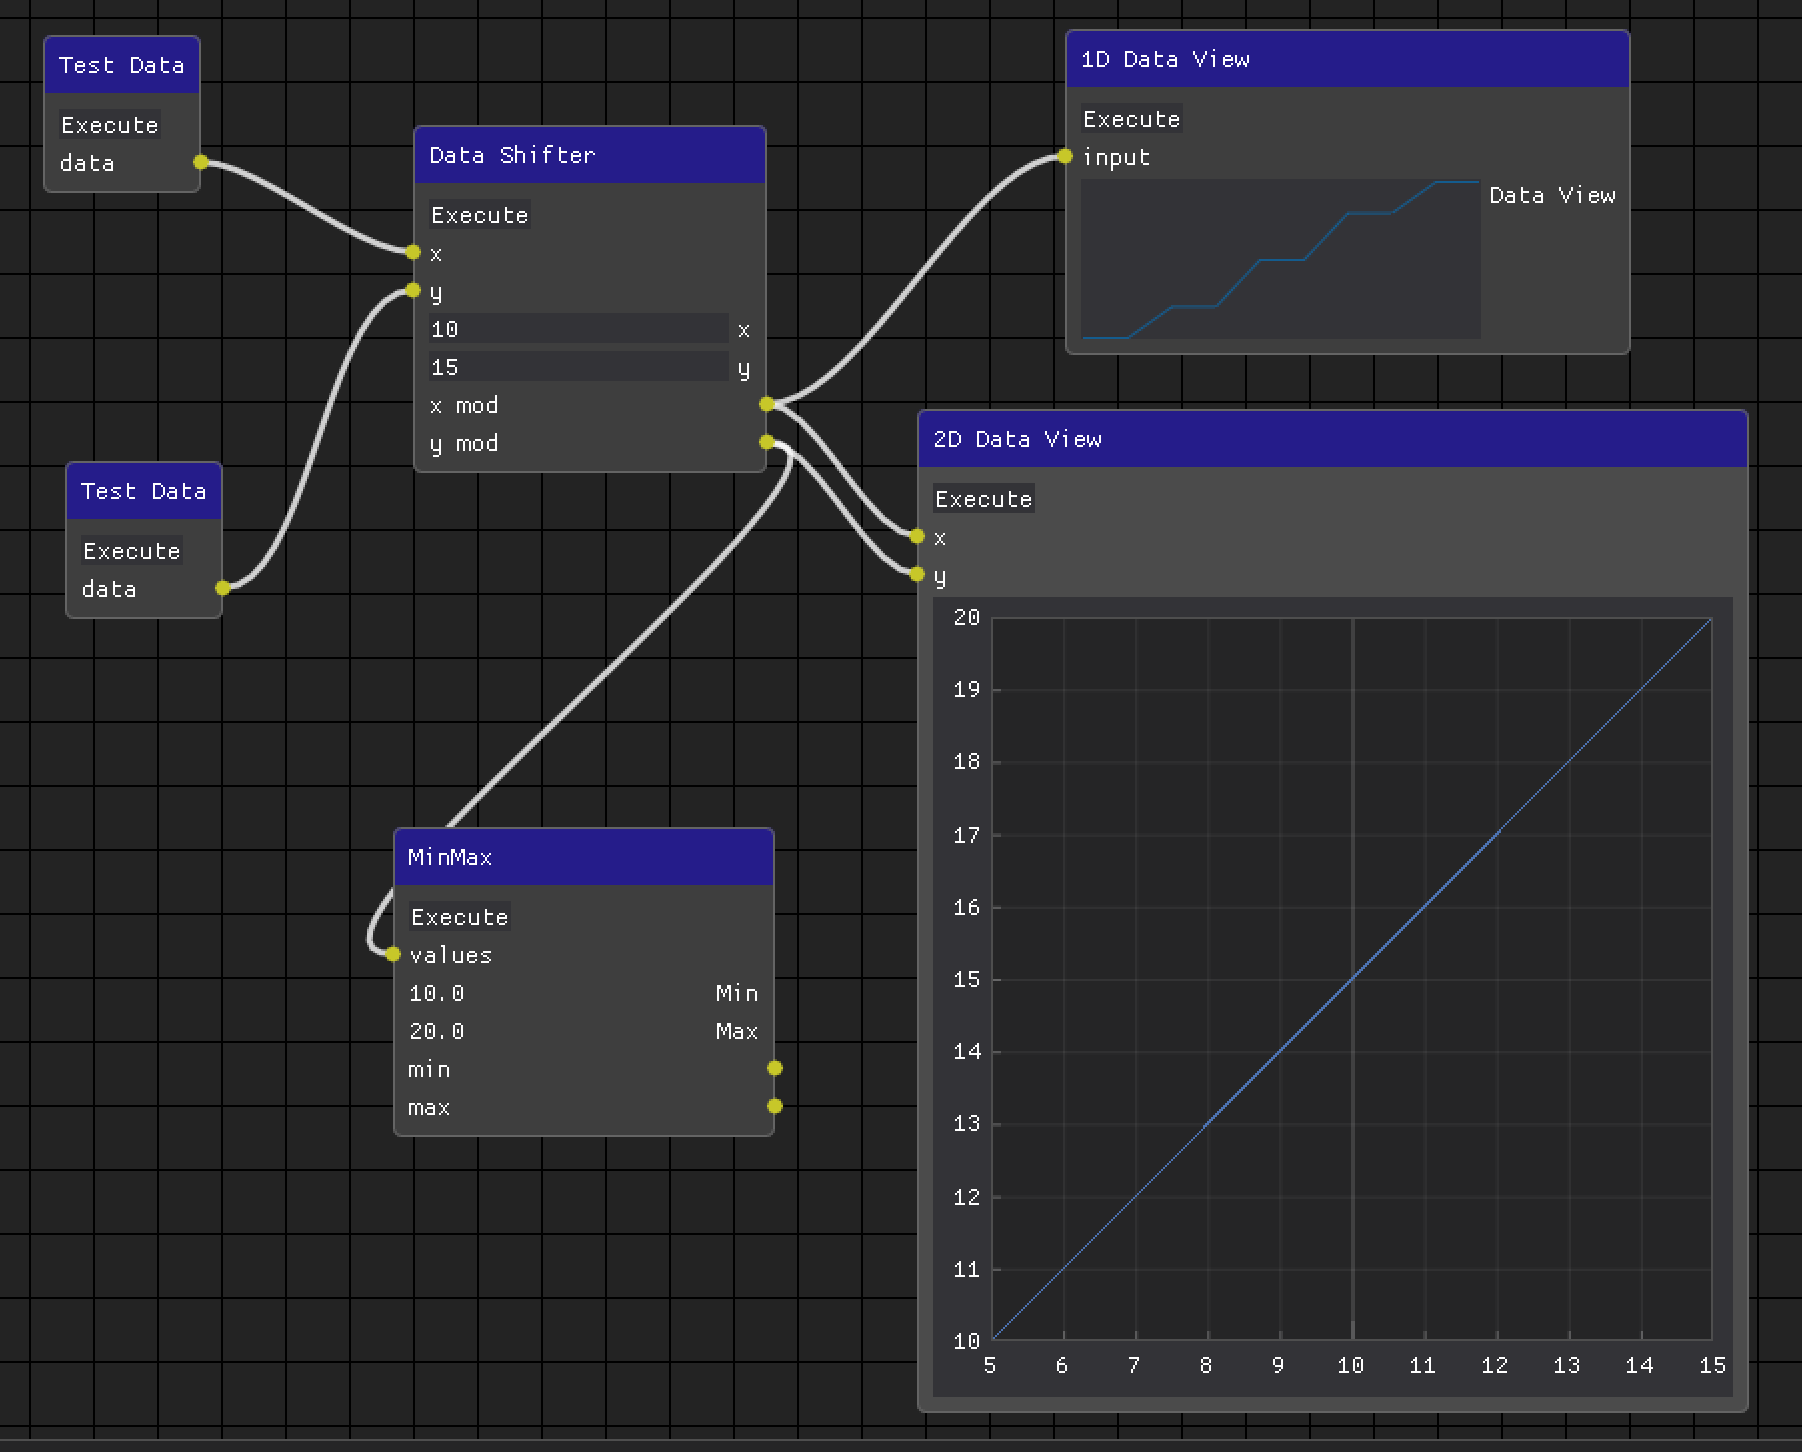 Test Data
Execute
data
Data Shifter
Execute
x
y
10 x
15 y
x mod
y mod
Test Data
Execute
data
MinMax
Execute
values
10.0 Min
20.0 Max
min
max
1D Data View
Execute
input
Data View
2D Data View
Execute
x
y
20
19
18
17
16
15
14
13
12
11
10
5 6 7 8 9 10 11 12 13 14 15